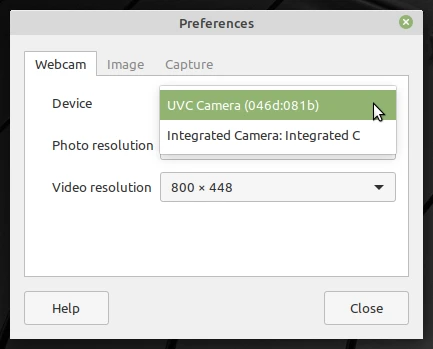 Preferences
Webcam
Image
Capture
Device
UVC Camera (046d:081b)
Integrated Camera: Integrated C
Photo resolution
Video resolution
800 × 448
Help
Close